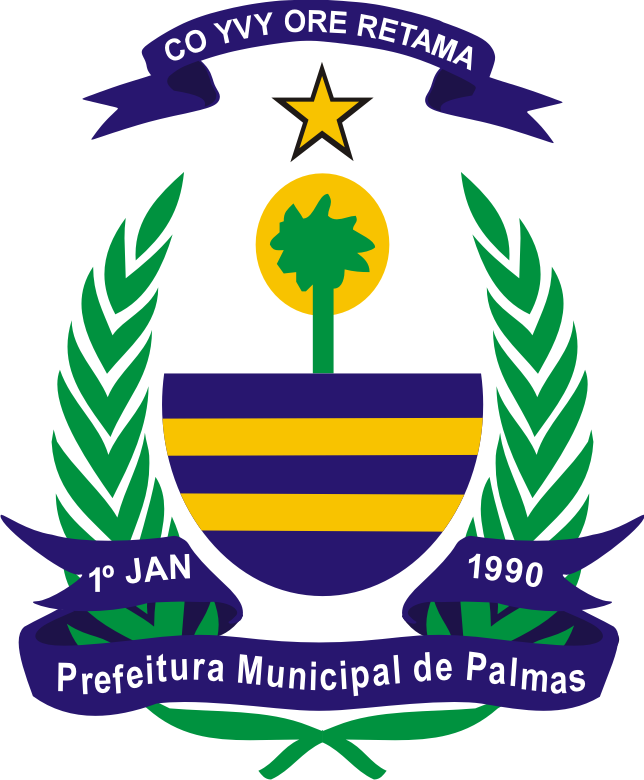 CO YVY ORE RETAMA
1º JAN
1990
Prefeitura Municipal de Palmas